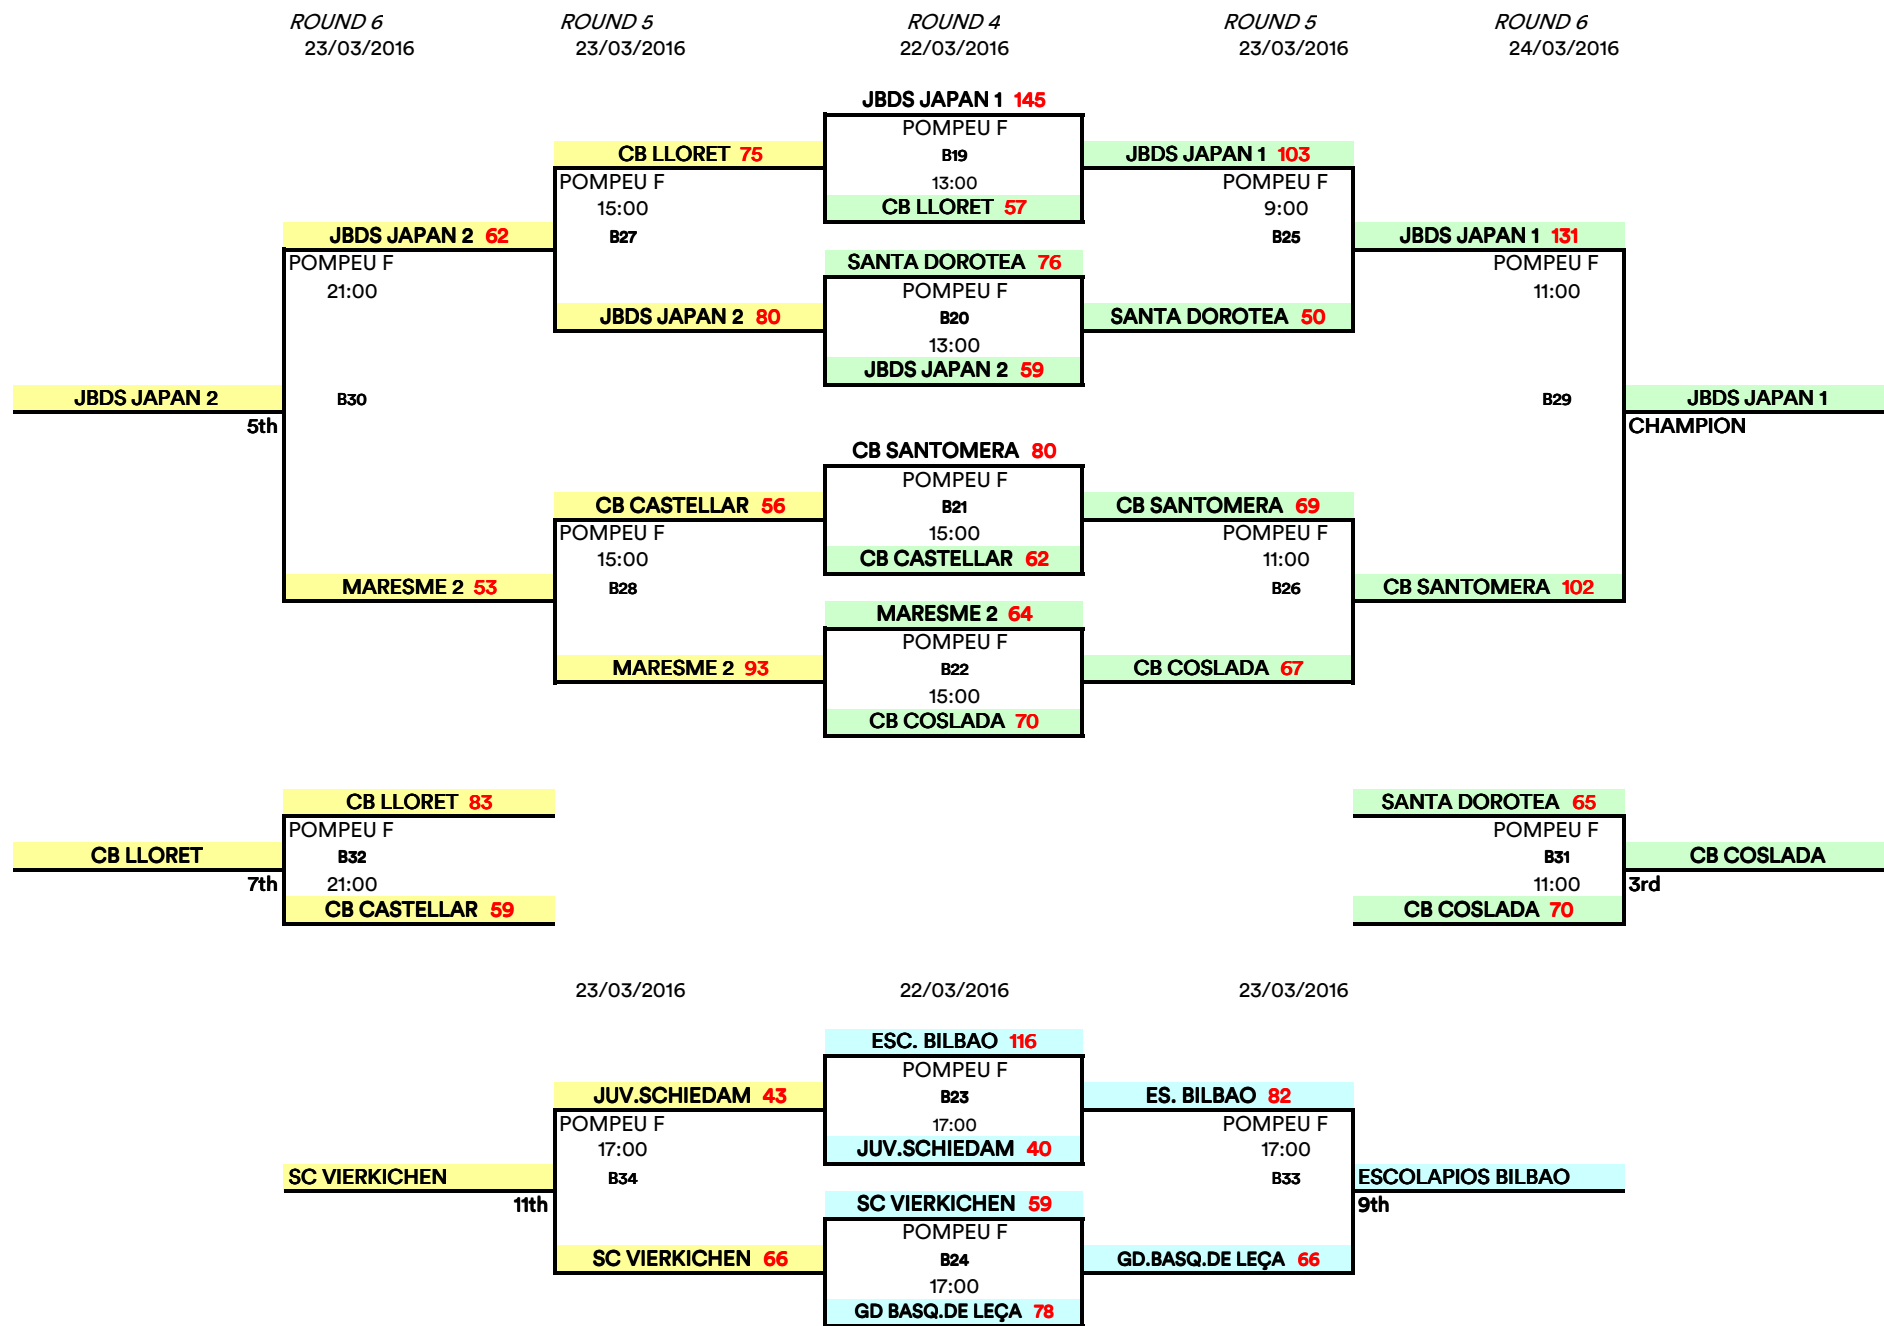 ROUND 6 ROUND 5 ROUND 4 ROUND 5 ROUND 6
23/03/2016 23/03/2016 22/03/2016 23/03/2016 24/03/2016
JBDS JAPAN 1 145
POMPEU F
CB LLORET 75 B19 JBDS JAPAN 1 103
POMPEU F 13:00 POMPEU F
15:00 CB LLORET 57 9:00
JBDS JAPAN 2 62 B27 B25 JBDS JAPAN 1 131
POMPEU F SANTA DOROTEA 76 POMPEU F
21:00 POMPEU F 11:00
JBDS JAPAN 2 80 B20 SANTA DOROTEA 50
13:00
JBDS JAPAN 2 59
JBDS JAPAN 2 B30 B29 JBDS JAPAN 1
5th CHAMPION
CB SANTOMERA 80
POMPEU F
CB CASTELLAR 56 B21 CB SANTOMERA 69
POMPEU F 15:00 POMPEU F
15:00 CB CASTELLAR 62 11:00
MARESME 2 53 B28 B26 CB SANTOMERA 102
MARESME 2 64
POMPEU F
MARESME 2 93 B22 CB COSLADA 67
15:00
CB COSLADA 70
CB LLORET 83 SANTA DOROTEA 65
POMPEU F POMPEU F
CB LLORET B32 B31 CB COSLADA
7th 21:00 11:00 3rd
CB CASTELLAR 59 CB COSLADA 70
23/03/2016 22/03/2016 23/03/2016
ESC. BILBAO 116
POMPEU F
JUV.SCHIEDAM 43 B23 ES. BILBAO 82
POMPEU F 17:00 POMPEU F
17:00 JUV.SCHIEDAM 40 17:00
SC VIERKICHEN B34 B33 ESCOLAPIOS BILBAO
11th SC VIERKICHEN 59 9th
POMPEU F
SC VIERKICHEN 66 B24 GD.BASQ.DE LEÇA 66
17:00
GD BASQ.DE LEÇA 78